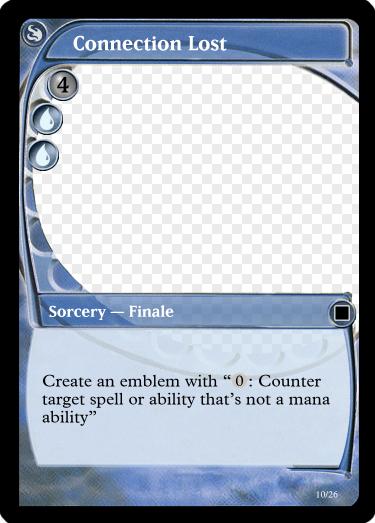 Connection Lost
4
Sorcery — Finale
Create an emblem with “ 0 : Counter
target spell or ability that's not a mana
ability”
10/26